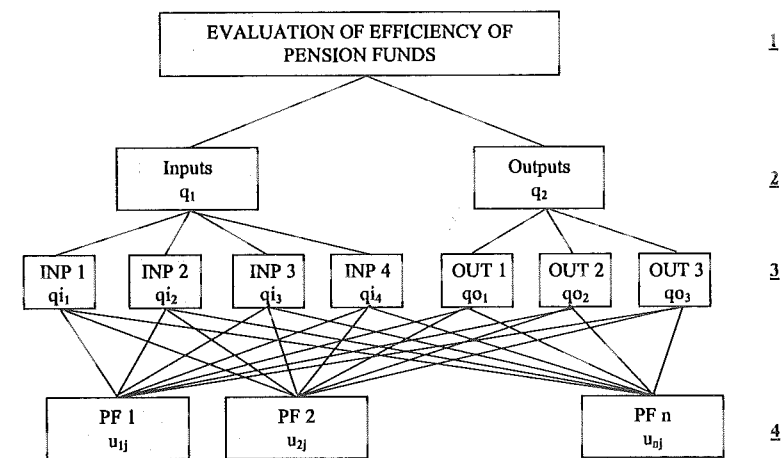 EVALUATION OF EFFICIENCY OF
PENSION FUNDS
1
Inputs
q1
Outputs
q2
2
INP 1
qi1
INP 2
qi2
INP 3
qi3
INP 4
qi4
OUT 1
qo1
OUT 2
qo2
OUT 3
qo3
3
PF 1
u1j
PF 2
u2j
PF n
unj
4